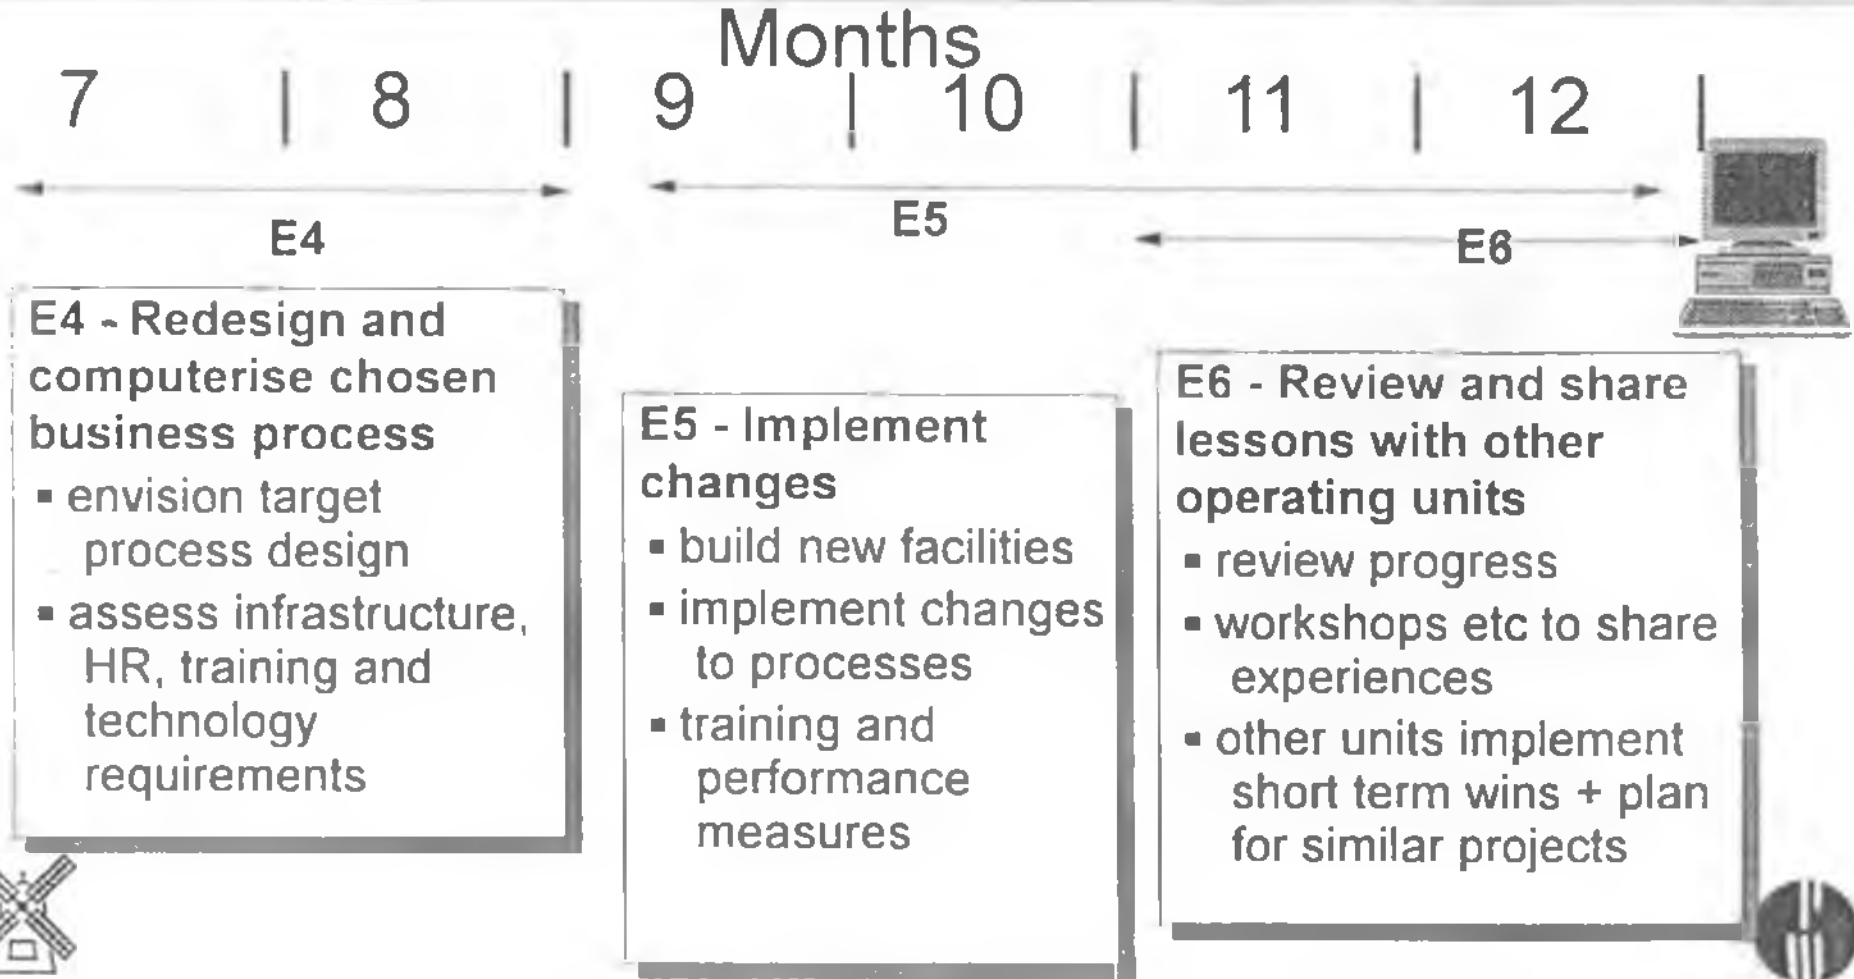 Months
7 | 8 | 9 | 10 | 11 | 12 |
E4
E5
E6
E4 - Redesign and
computerise chosen
business process
▪ envision target
process design
▪ assess infrastructure,
HR, training and
technology
requirements
E5 - Implement
changes
▪ build new facilities
▪ implement changes
to processes
▪ training and
performance
measures
E6 - Review and share
lessons with other
operating units
▪ review progress
▪ workshops etc to share
experiences
▪ other units implement
short term wins + plan
for similar projects